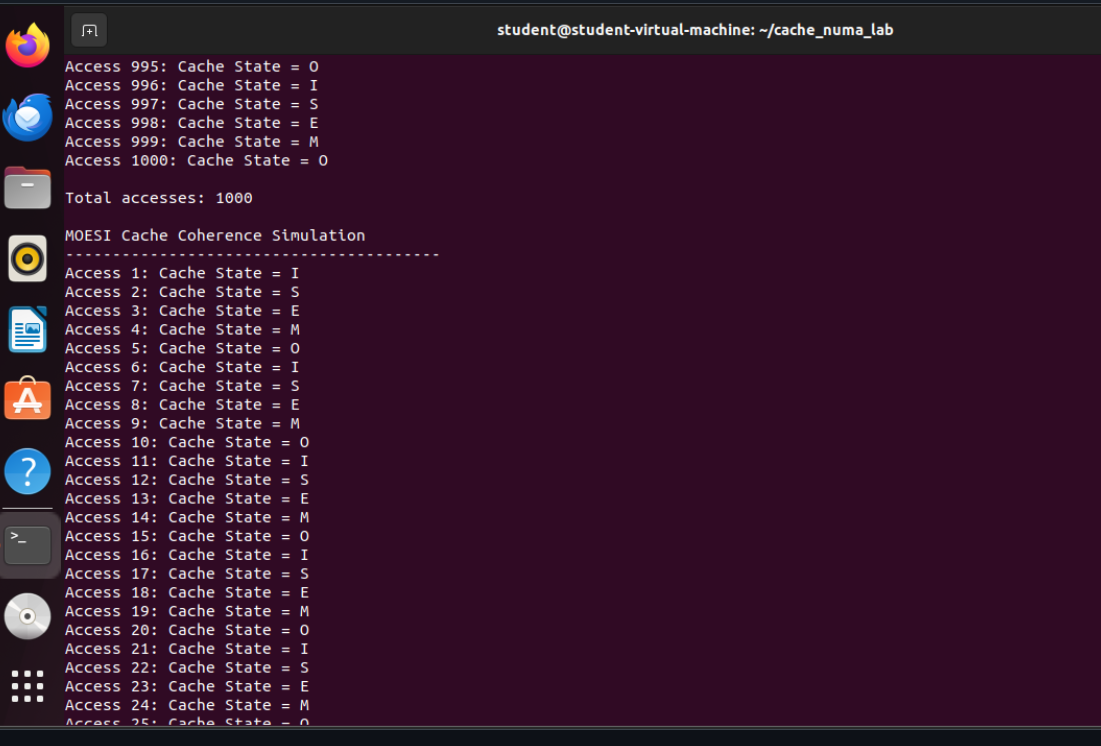 student@student-virtual-machine: ~/cache_numa_lab
Access 995: Cache State = O
Access 996: Cache State = I
Access 997: Cache State = S
Access 998: Cache State = E
Access 999: Cache State = M
Access 1000: Cache State = O
Total accesses: 1000
MOESI Cache Coherence Simulation
----------------------------------------
Access 1: Cache State = I
Access 2: Cache State = S
Access 3: Cache State = E
Access 4: Cache State = M
Access 5: Cache State = O
Access 6: Cache State = I
Access 7: Cache State = S
Access 8: Cache State = E
Access 9: Cache State = M
Access 10: Cache State = O
Access 11: Cache State = I
Access 12: Cache State = S
Access 13: Cache State = E
Access 14: Cache State = M
Access 15: Cache State = O
Access 16: Cache State = I
Access 17: Cache State = S
Access 18: Cache State = E
Access 19: Cache State = M
Access 20: Cache State = O
Access 21: Cache State = I
Access 22: Cache State = S
Access 23: Cache State = E
Access 24: Cache State = M
Access 25: Cache State = O